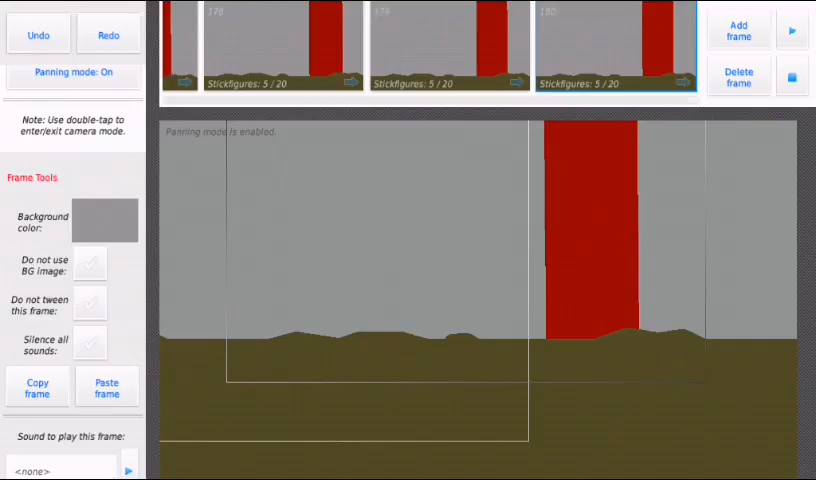 Undo
Redo
Panning mode: On
Note: Use double-tap to
enter/exit camera mode.
Frame Tools
Background
color:
Do not use
BG image:
Do not tween
this frame:
Silence all
sounds:
Copy
frame
Paste
frame
Sound to play this frame:
<none>
178
Stickfigures: 5 / 20
179
Stickfigures: 5 / 20
180
Stickfigures: 5 / 20
Add
frame
Delete
frame
Panning mode is enabled.